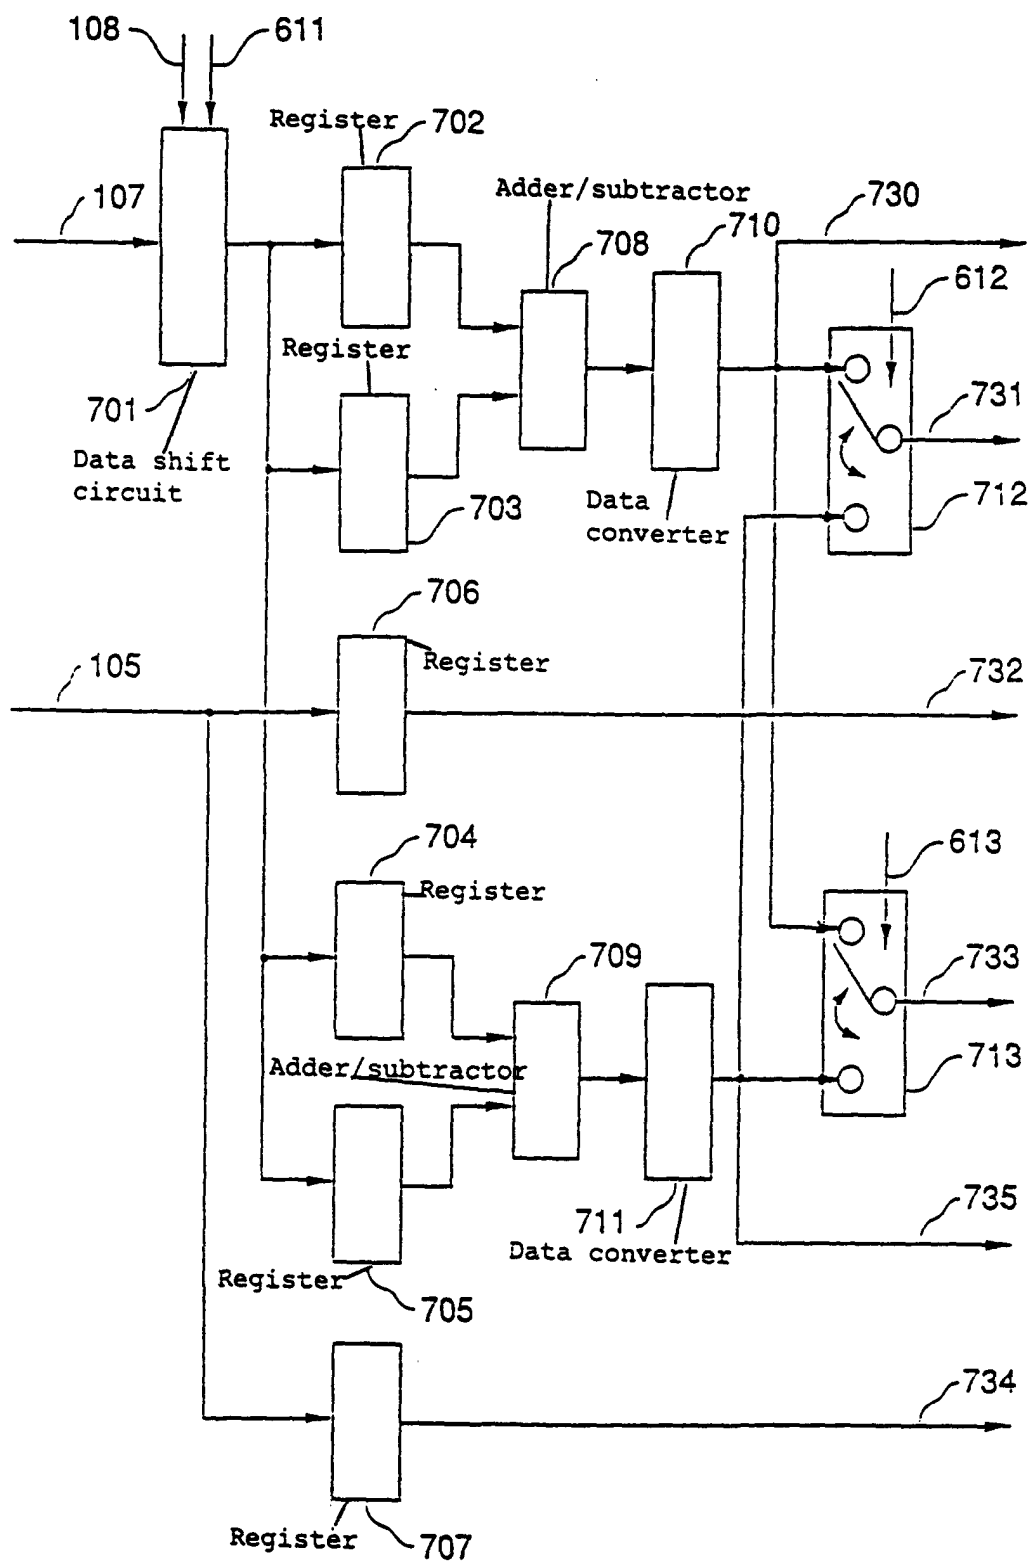 108
611
Register
702
107
Adder/subtractor
730
710
708
612
Register
701
731
Data shift
circuit
703
Data
converter
712
706
Register
105
732
704
Register
613
709
733
Adder/subtractor
713
711
Data converter
735
Register
705
734
Register
707